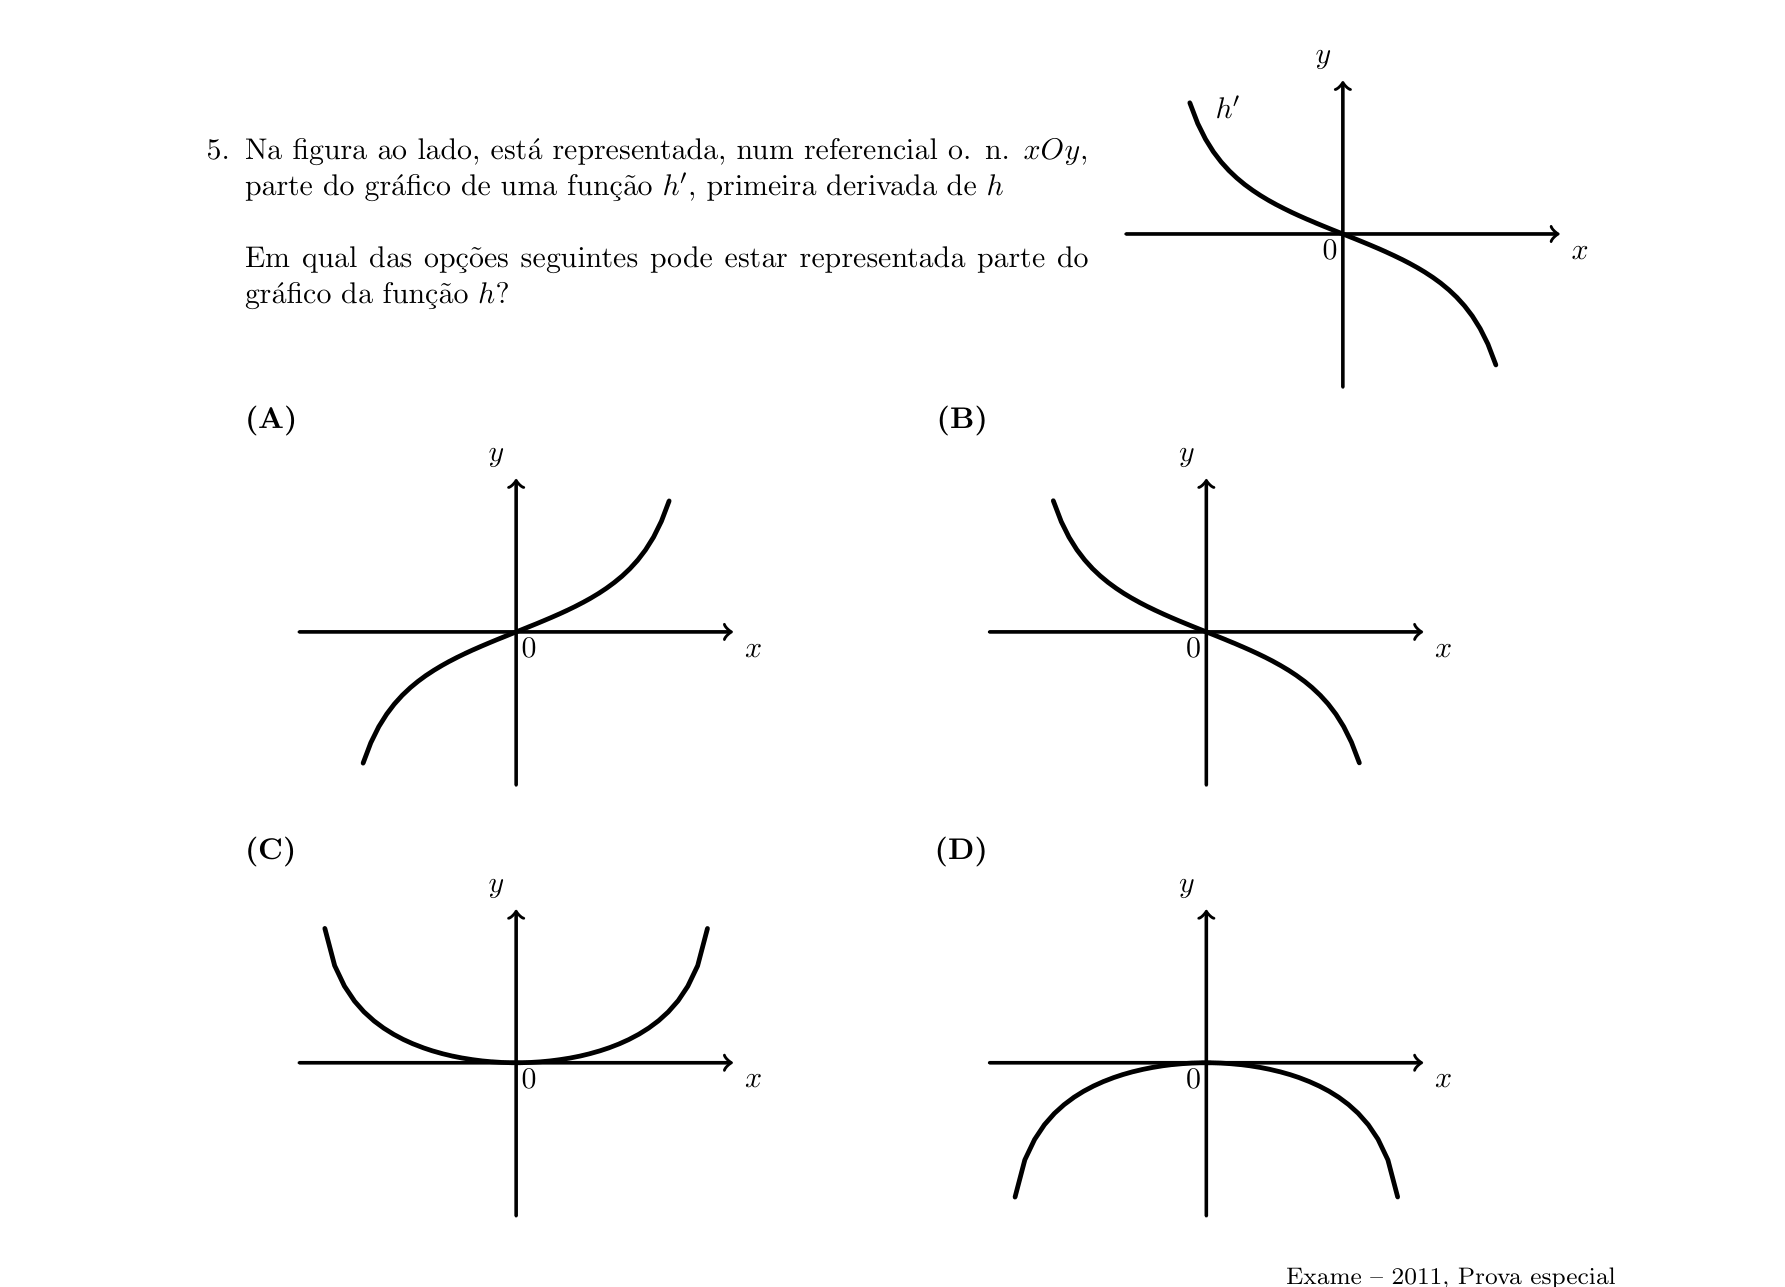 y
h′
5. Na figura ao lado, está representada, num referencial o. n. xOy,
parte do gráfico de uma função h′, primeira derivada de h
0
x
Em qual das opções seguintes pode estar representada parte do
gráfico da função h?
(A)
(B)
y
y
0
x
0
x
(C)
(D)
y
y
0
x
0
x
Exame – 2011, Prova especial